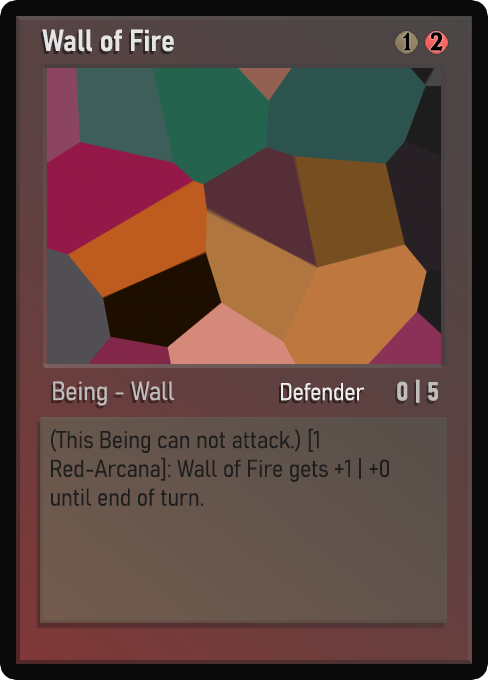 Wall of Fire 1 2
Being - Wall Defender 0 | 5
(This Being can not attack.) [1
Red-Arcana]: Wall of Fire gets +1 | +0
until end of turn.